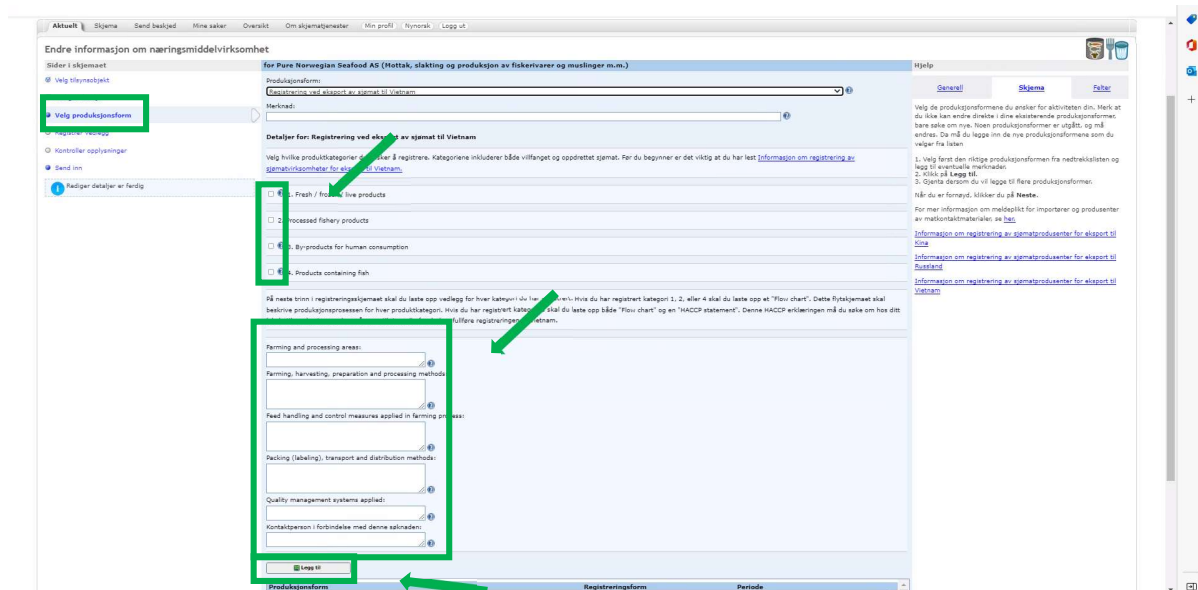 Aktuelt Skjema Send beskjed Mine saker Oversikt Om skjematjenester Min profil Nynorsk Logg ut
Endre informasjon om næringsmiddelvirksomhet
Sider i skjemaet
Velg tilsynsobjekt
Velg produksjonsform
Registrer vedlegg
Kontroller opplysninger
Send inn
Rediger detaljer er ferdig
for Pure Norwegian Seafood AS (Mottak, slakting og produksjon av fiskerivarer og muslinger m.m.)
Produksjonsform:
Registrering ved eksport av sjømat til Vietnam
Merknad:
Detaljer for: Registrering ved eksport av sjømat til Vietnam
Velg hvilke produktkategorier du ønsker å registrere. Kategoriene inkluderer både villfanget og oppdrettet sjømat. Før du begynner er det viktig at du har lest Informasjon om registrering av
sjømatvirksomheter for eksport til Vietnam.
1. Fresh / frozen / live products
2. Processed fishery products
3. By-products for human consumption
4. Products containing fish
På neste trinn i registreringsskjemaet skal du laste opp vedlegg for hver kategori du har Hvis du har registrert kategori 1, 2, eller 4 skal du laste opp et "Flow chart". Dette flytskjemaet skal
beskrive produksjonsprosessen for hver produktkategori. Hvis du har registrert kategori skal du laste opp både "Flow chart" og en "HACCP statement". Denne HACCP erklæringen må du søke om hos ditt
fullføre registreringen Vietnam.
Farming and processing areas:
Farming, harvesting, preparation and processing methods
Feed handling and control measures applied in farming process:
Packing (labeling), transport and distribution methods:
Quality management systems applied:
Kontaktperson i forbindelse med denne søknaden:
Legg til
Produksjonsform Registreringsform Periode
Hjelp
Generell Skjema Felter
Velg de produksjonsformene du ønsker for aktiviteten din. Merk at
du ikke kan endre direkte i dine eksisterende produksjonsformer,
bare søke om nye. Noen produksjonsformer er utgått, og må
endres. Da må du legge inn de nye produksjonsformene som du
velger fra listen
1. Velg først den riktige produksjonsformen fra nedtrekkslisten og
legg til eventuelle merknader.
2. Klikk på Legg til.
3. Gjenta dersom du vil legge til flere produksjonsformer.
Når du er fornøyd, klikker du på Neste.
For mer informasjon om meldeplikt for importører og produsenter
av matkontaktmaterialer, se her.
Informasjon om registrering av sjømatprodusenter for eksport til
Kina
Informasjon om registrering av sjømatprodusenter for eksport til
Russland
Informasjon om registrering av sjømatprodusenter for eksport til
Vietnam